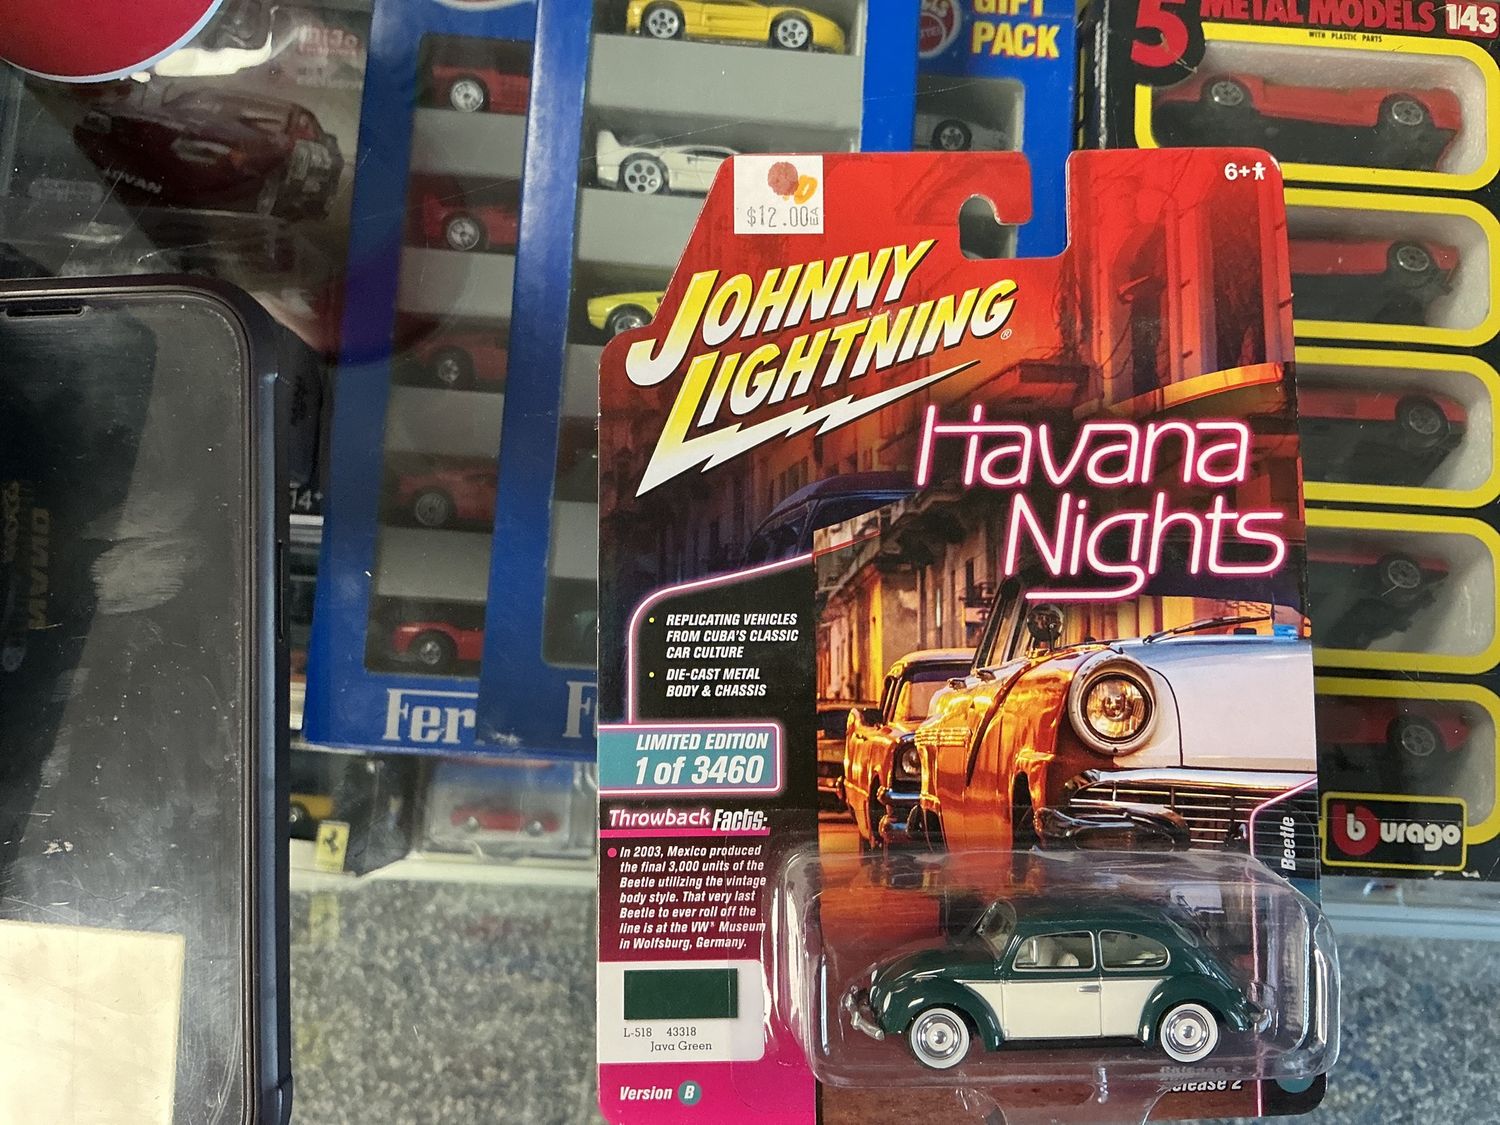 GIFT
PACK
5
METAL MODELS 1/43
WITH PLASTIC PARTS
6+
$12.00
EA
JOHNNY
LIGHTNING®
Havana
Nights
ADVAN
14+
• REPLICATING VEHICLES
FROM CUBA'S CLASSIC
CAR CULTURE
• DIE-CAST METAL
BODY & CHASSIS
Fer
F
LIMITED EDITION
1 of 3460
Throwback Facts:
In 2003, Mexico produced
the final 3,000 units of the
Beetle utilizing the vintage
body style. That very last
Beetle to ever roll off the
line is at the VW® Museum
in Wolfsburg, Germany.
burago
Beetle
L-518 43318
Java Green
Version B
Release 2